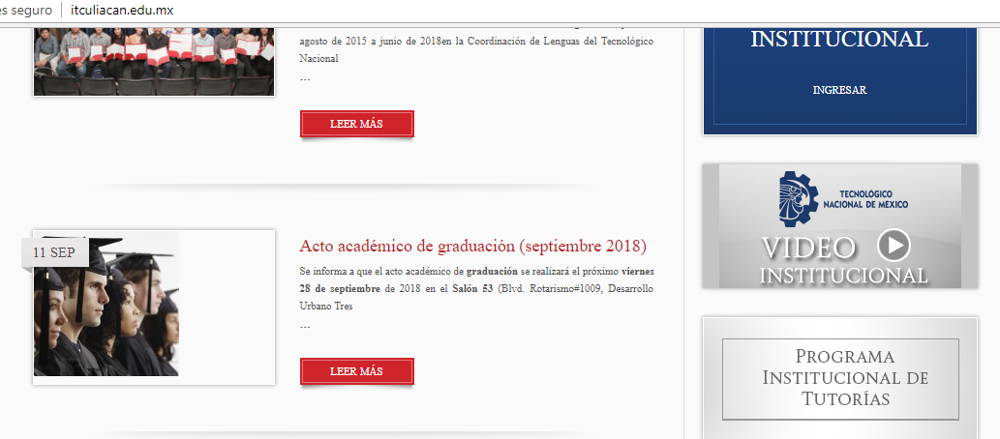 es seguro
itculiacan.edu.mx
agosto de 2015 a junio de 2018en la Coordinación de Lenguas del Tecnológico
Nacional
...
LEER MÁS
11 SEP
Acto académico de graduación (septiembre 2018)
Se informa a que el acto académico de graduación se realizará el próximo viernes
28 de septiembre de 2018 en el Salón 53 (Blvd. Rotarismo#1009, Desarrollo
Urbano Tres
...
LEER MÁS
INSTITUCIONAL
INGRESAR
TECNOLÓGICO
NACIONAL DE MÉXICO
VIDEO
INSTITUCIONAL
PROGRAMA
INSTITUCIONAL DE
TUTORÍAS